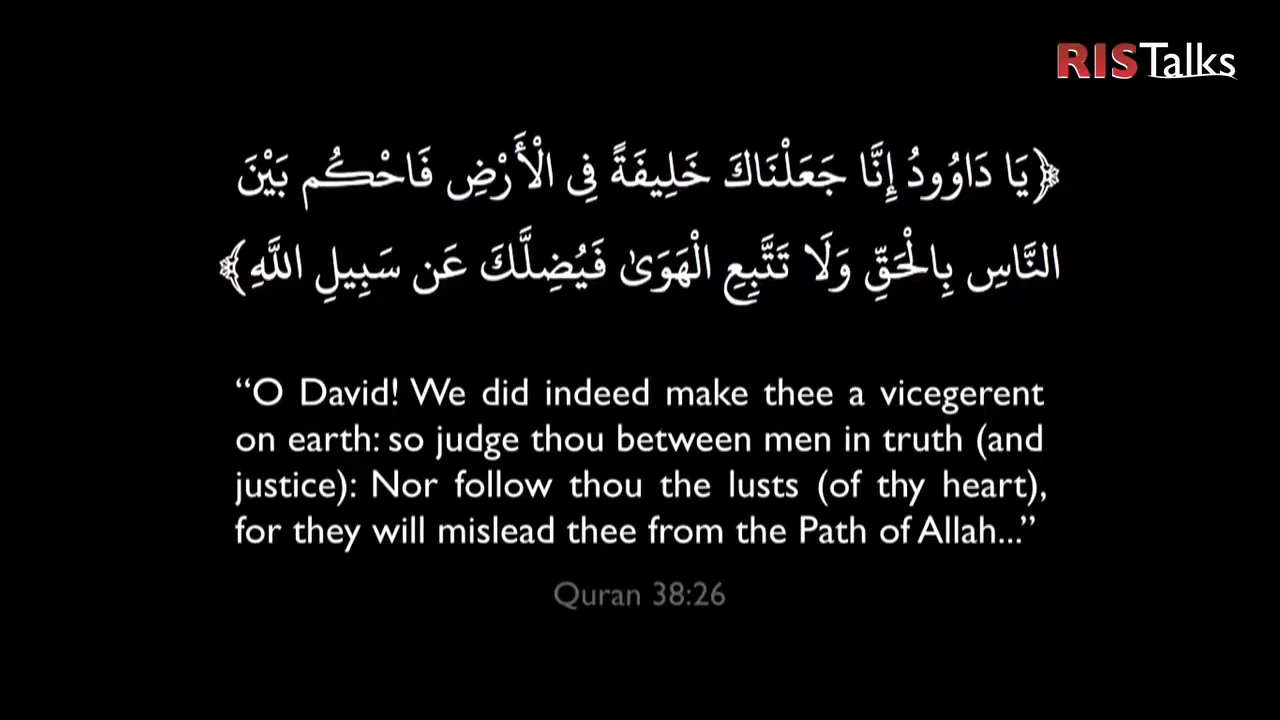 RISTalks
﴿يَا دَاوُودُ إِنَّا جَعَلْنَاكَ خَلِيفَةً فِي الْأَرْضِ فَاحْكُم بَيْنَ
النَّاسِ بِالْحَقِّ وَلَا تَتَّبِعِ الْهَوَىٰ فَيُضِلَّكَ عَن سَبِيلِ اللَّهِ﴾
“O David! We did indeed make thee a vicegerent
on earth: so judge thou between men in truth (and
justice): Nor follow thou the lusts (of thy heart),
for they will mislead thee from the Path of Allah...”
Quran 38:26